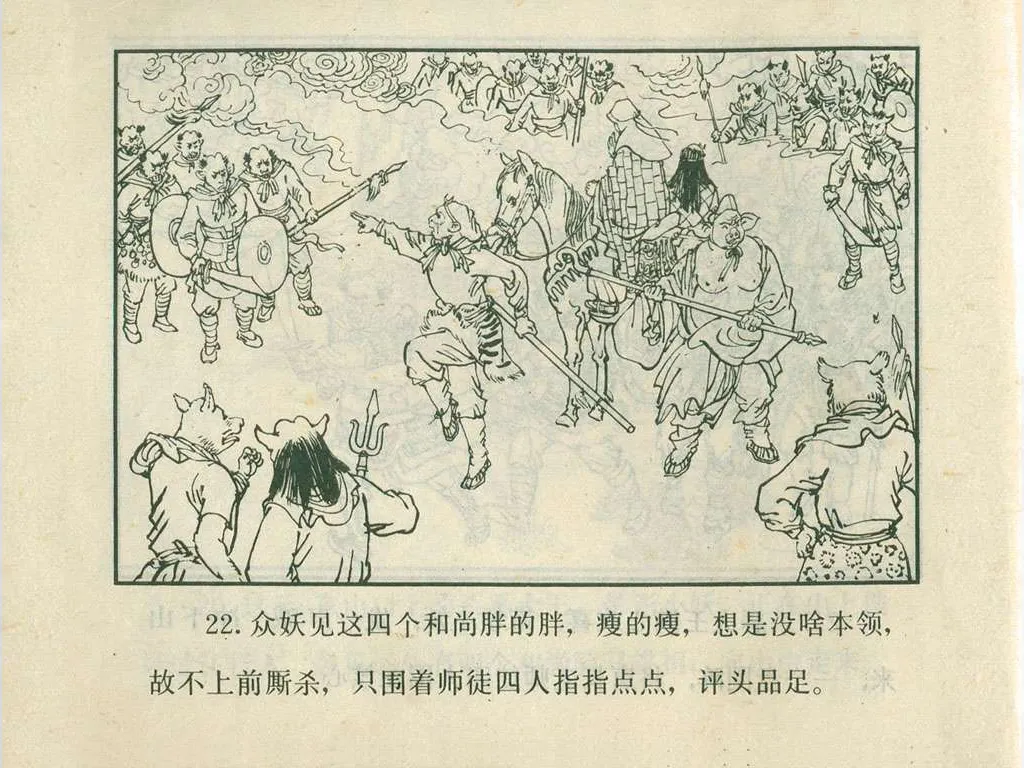 22. 众妖见这四个和尚胖的胖，瘦的瘦，想是没啥本领，
故不上前厮杀，只围着师徒四人指指点点，评头品足。